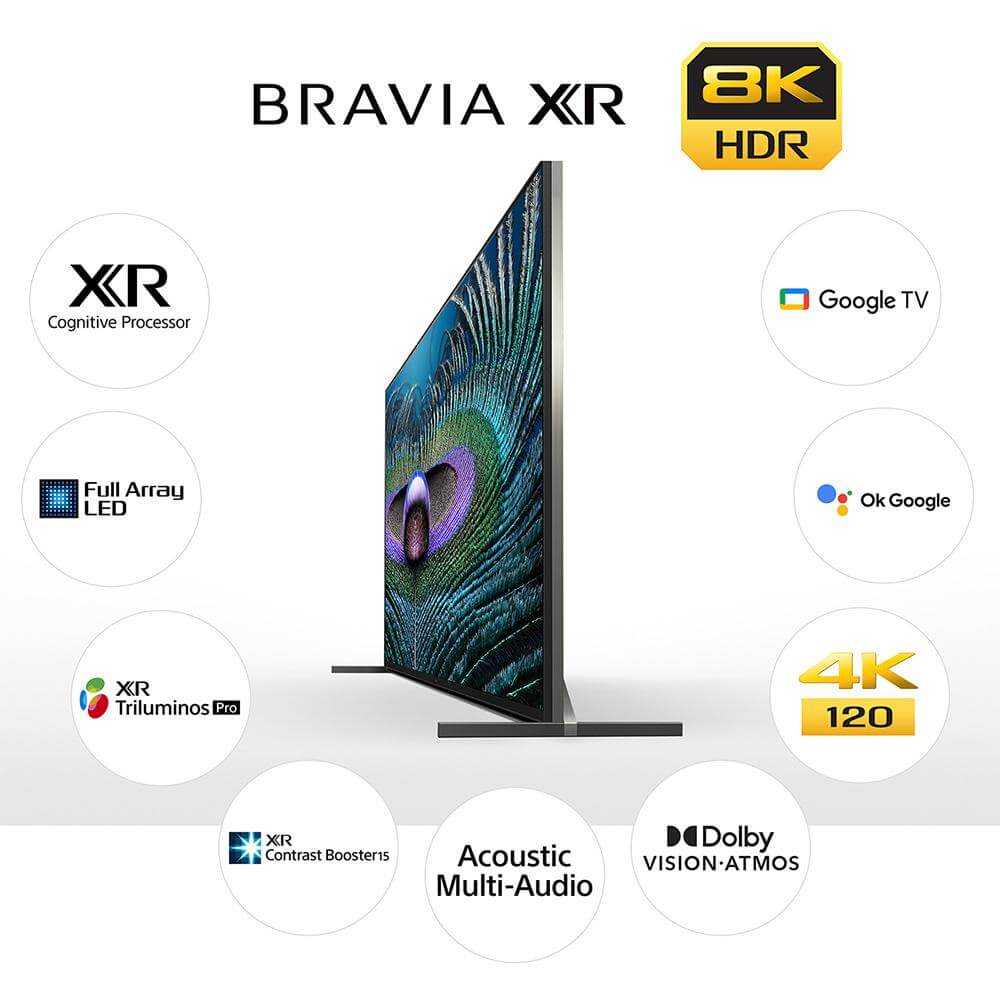 BRAVIA XR
8K
HDR
XR
Cognitive Processor
Google TV
Full Array
LED
Ok Google
XR
Triluminos Pro
4K
120
XR
Contrast Booster15
Acoustic
Multi-Audio
Dolby
VISION·ATMOS